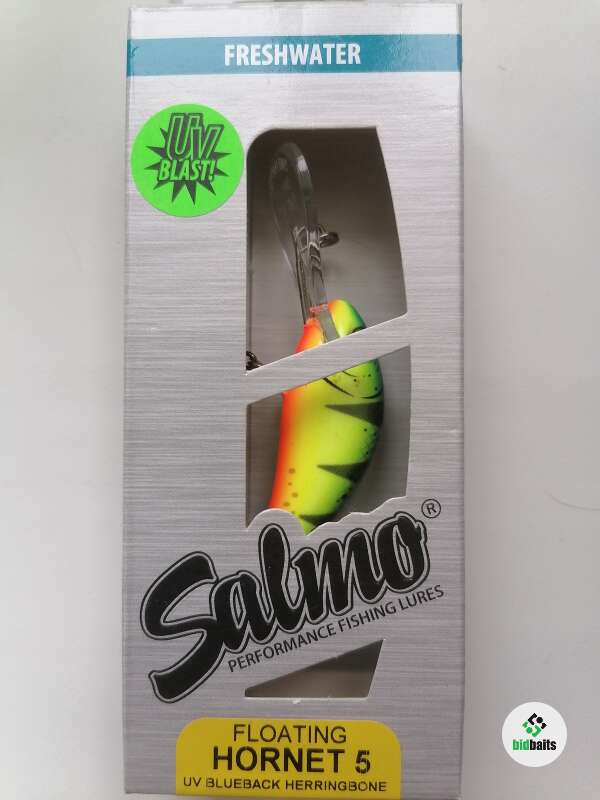 FRESHWATER
UV
BLAST!
Salmo®
PERFORMANCE FISHING LURES
FLOATING
HORNET 5
UV BLUEBACK HERRINGBONE
bidbaits